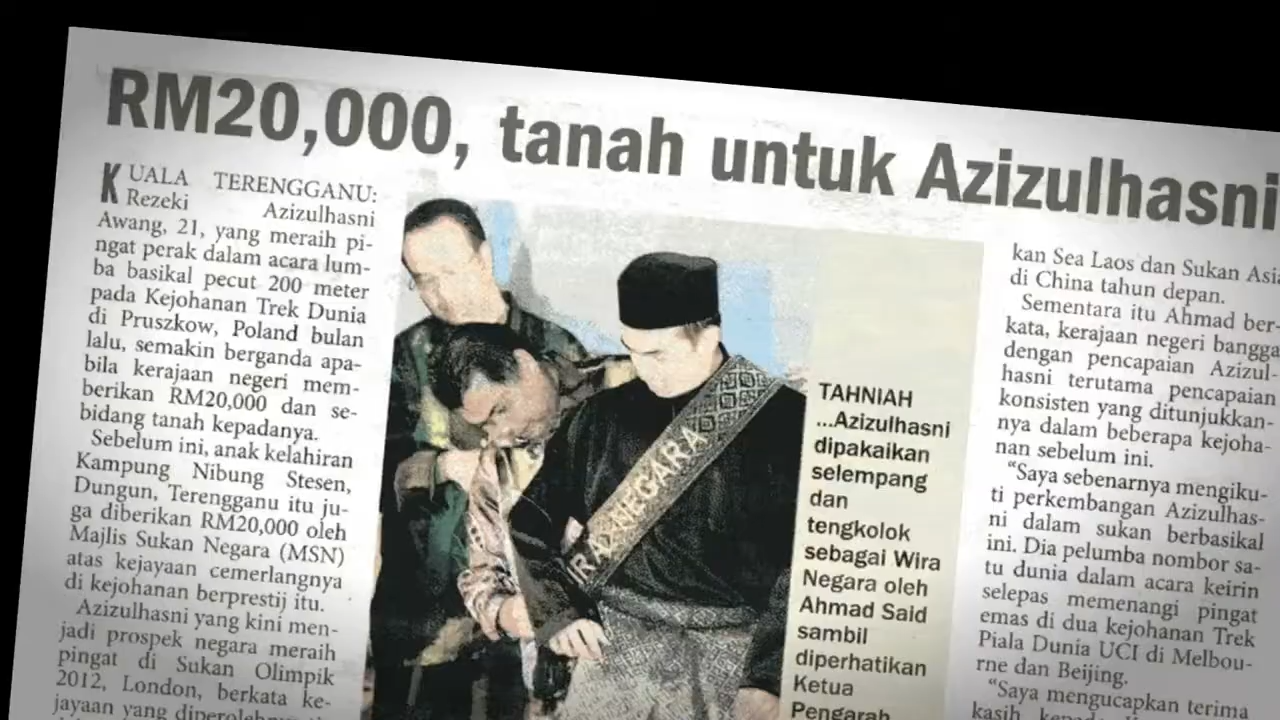 RM20,000, tanah untuk Azizulhasni
KUALA TERENGGANU:
Rezeki Azizulhasni
Awang, 21, yang meraih pi-
ngat perak dalam acara lum-
ba basikal pecut 200 meter
pada Kejohanan Trek Dunia
di Pruszkow, Poland bulan
lalu, semakin berganda apa-
bila kerajaan negeri mem-
berikan RM20,000 dan se-
bidang tanah kepadanya.
Sebelum ini, anak kelahiran
Kampung Nibung Stesen,
Dungun, Terengganu itu ju-
ga diberikan RM20,000 oleh
Majlis Sukan Negara (MSN)
atas kejayaan cemerlangnya
di kejohanan berprestij itu.
Azizulhasni yang kini men-
jadi prospek negara meraih
pingat di Sukan Olimpik
2012, London, berkata ke-
jayaan yang
IRA NEGARA
TAHNIAH
...Azizulhasni
dipakaikan
selempang
dan
tengkolok
sebagai Wira
Negara oleh
Ahmad Said
sambil
diperhatikan
Ketua
Pengarah
kan Sea Laos dan Sukan Asia
di China tahun depan.
Sementara itu Ahmad ber-
kata, kerajaan negeri bangga
dengan pencapaian Azizul-
hasni terutama pencapaian
konsisten yang ditunjukkan-
nya dalam beberapa kejoha-
nan sebelum ini.
“Saya sebenarnya mengiku-
ti perkembangan Azizulhas-
ni dalam sukan berbasikal
ini. Dia pelumba nombor sa-
tu dunia dalam acara keirin
selepas memenangi pingat
emas di dua kejohanan Trek
Piala Dunia UCI di Melbou-
rne dan Beijing.
“Saya mengucapkan terima
kasih